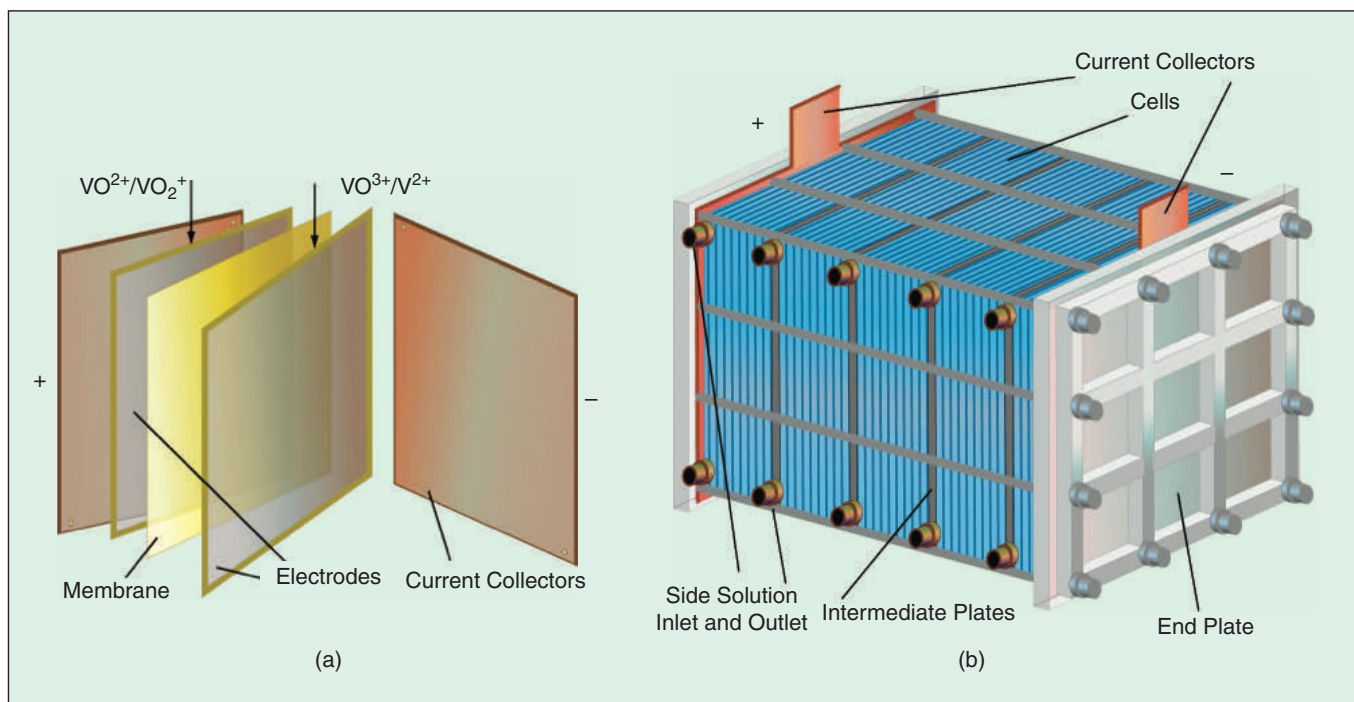 VO²⁺/VO₂⁺
VO³⁺/V²⁺
+
–
Membrane
Electrodes
Current Collectors
(a)
Current Collectors
Cells
+
–
Side Solution
Inlet and Outlet
Intermediate Plates
End Plate
(b)